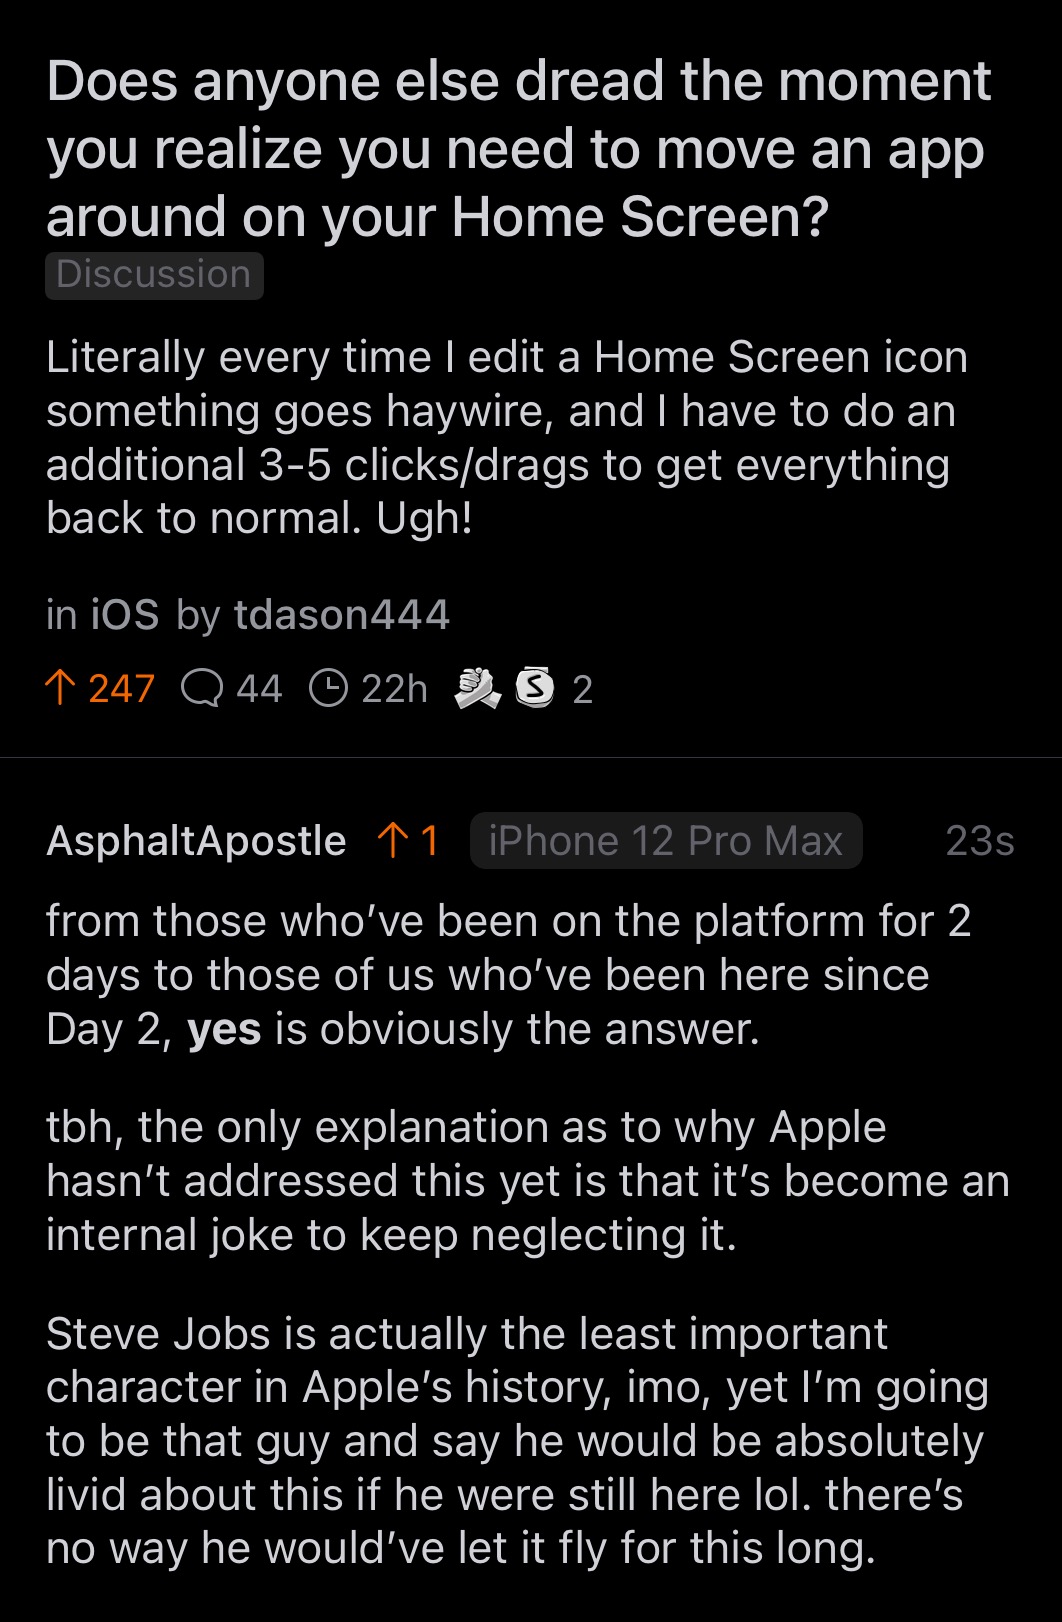 Does anyone else dread the moment
you realize you need to move an app
around on your Home Screen?
Discussion
Literally every time I edit a Home Screen icon
something goes haywire, and I have to do an
additional 3-5 clicks/drags to get everything
back to normal. Ugh!
in iOS by tdason444
247 44 22h S 2
AsphaltApostle 1 iPhone 12 Pro Max 23s
from those who’ve been on the platform for 2
days to those of us who’ve been here since
Day 2, yes is obviously the answer.
tbh, the only explanation as to why Apple
hasn’t addressed this yet is that it’s become an
internal joke to keep neglecting it.
Steve Jobs is actually the least important
character in Apple’s history, imo, yet I’m going
to be that guy and say he would be absolutely
livid about this if he were still here lol. there’s
no way he would’ve let it fly for this long.